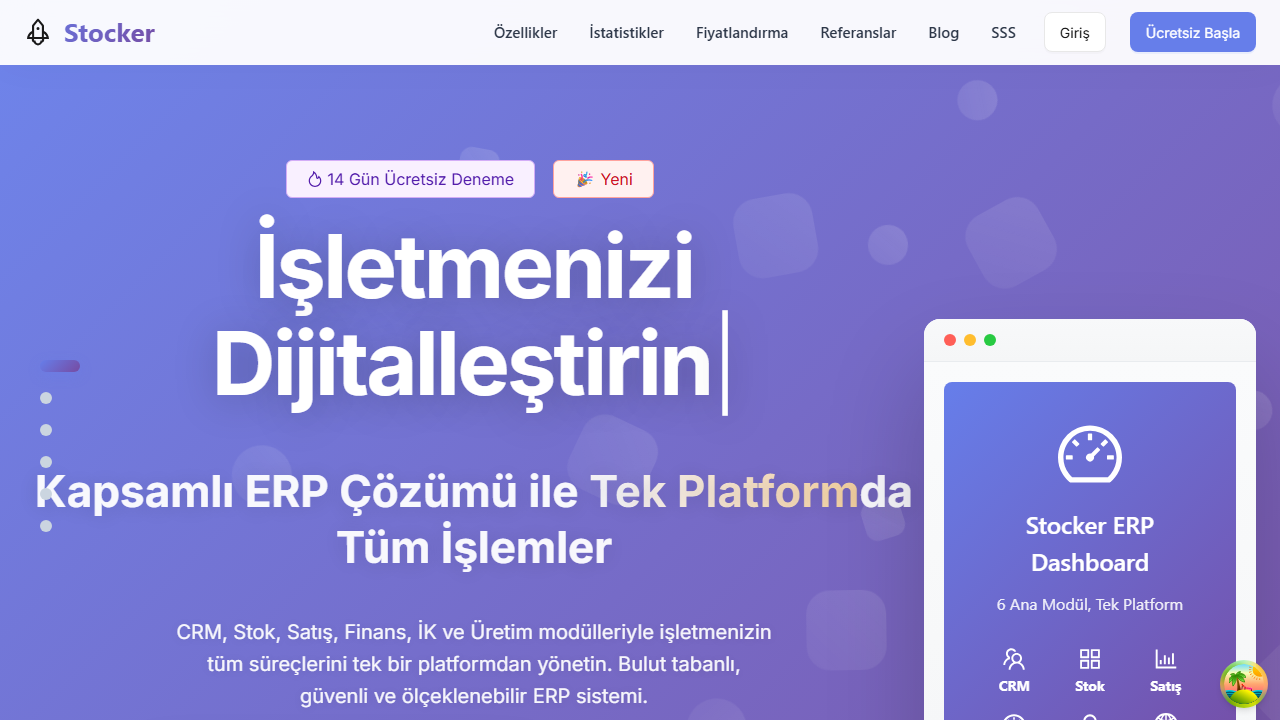 Stocker
Özellikler
İstatistikler
Fiyatlandırma
Referanslar
Blog
SSS
Giriş
Ücretsiz Başla
14 Gün Ücretsiz Deneme
🎉 Yeni
İşletmenizi
Dijitalleştirin|
Kapsamlı ERP Çözümü ile Tek Platformda
Tüm İşlemler
CRM, Stok, Satış, Finans, İK ve Üretim modülleriyle işletmenizin
tüm süreçlerini tek bir platformdan yönetin. Bulut tabanlı,
güvenli ve ölçeklenebilir ERP sistemi.
Stocker ERP
Dashboard
6 Ana Modül, Tek Platform
CRM
Stok
Satış